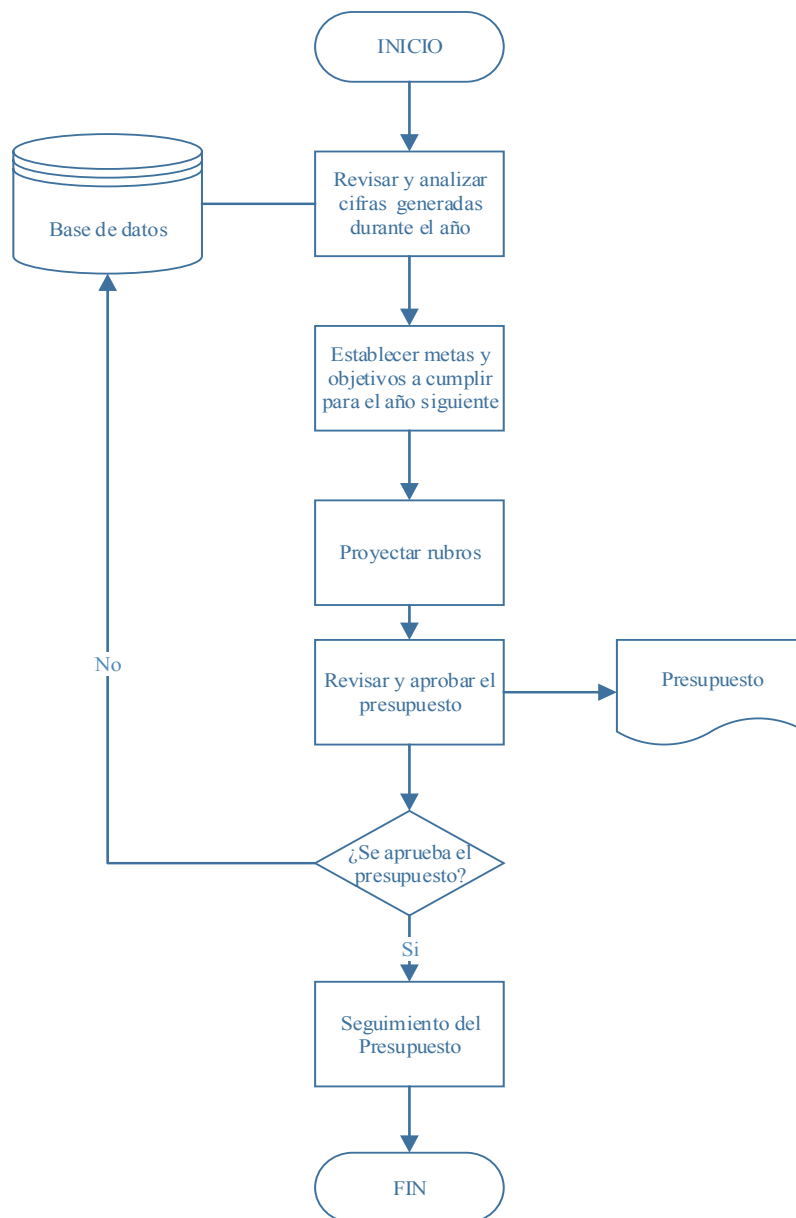 INICIO
Revisar y analizar
cifras generadas
durante el año
Base de datos
Establecer metas y
objetivos a cumplir
para el año siguiente
Proyectar rubros
No
Revisar y aprobar el
presupuesto
Presupuesto
¿Se aprueba el
presupuesto?
Si
Seguimiento del
Presupuesto
FIN